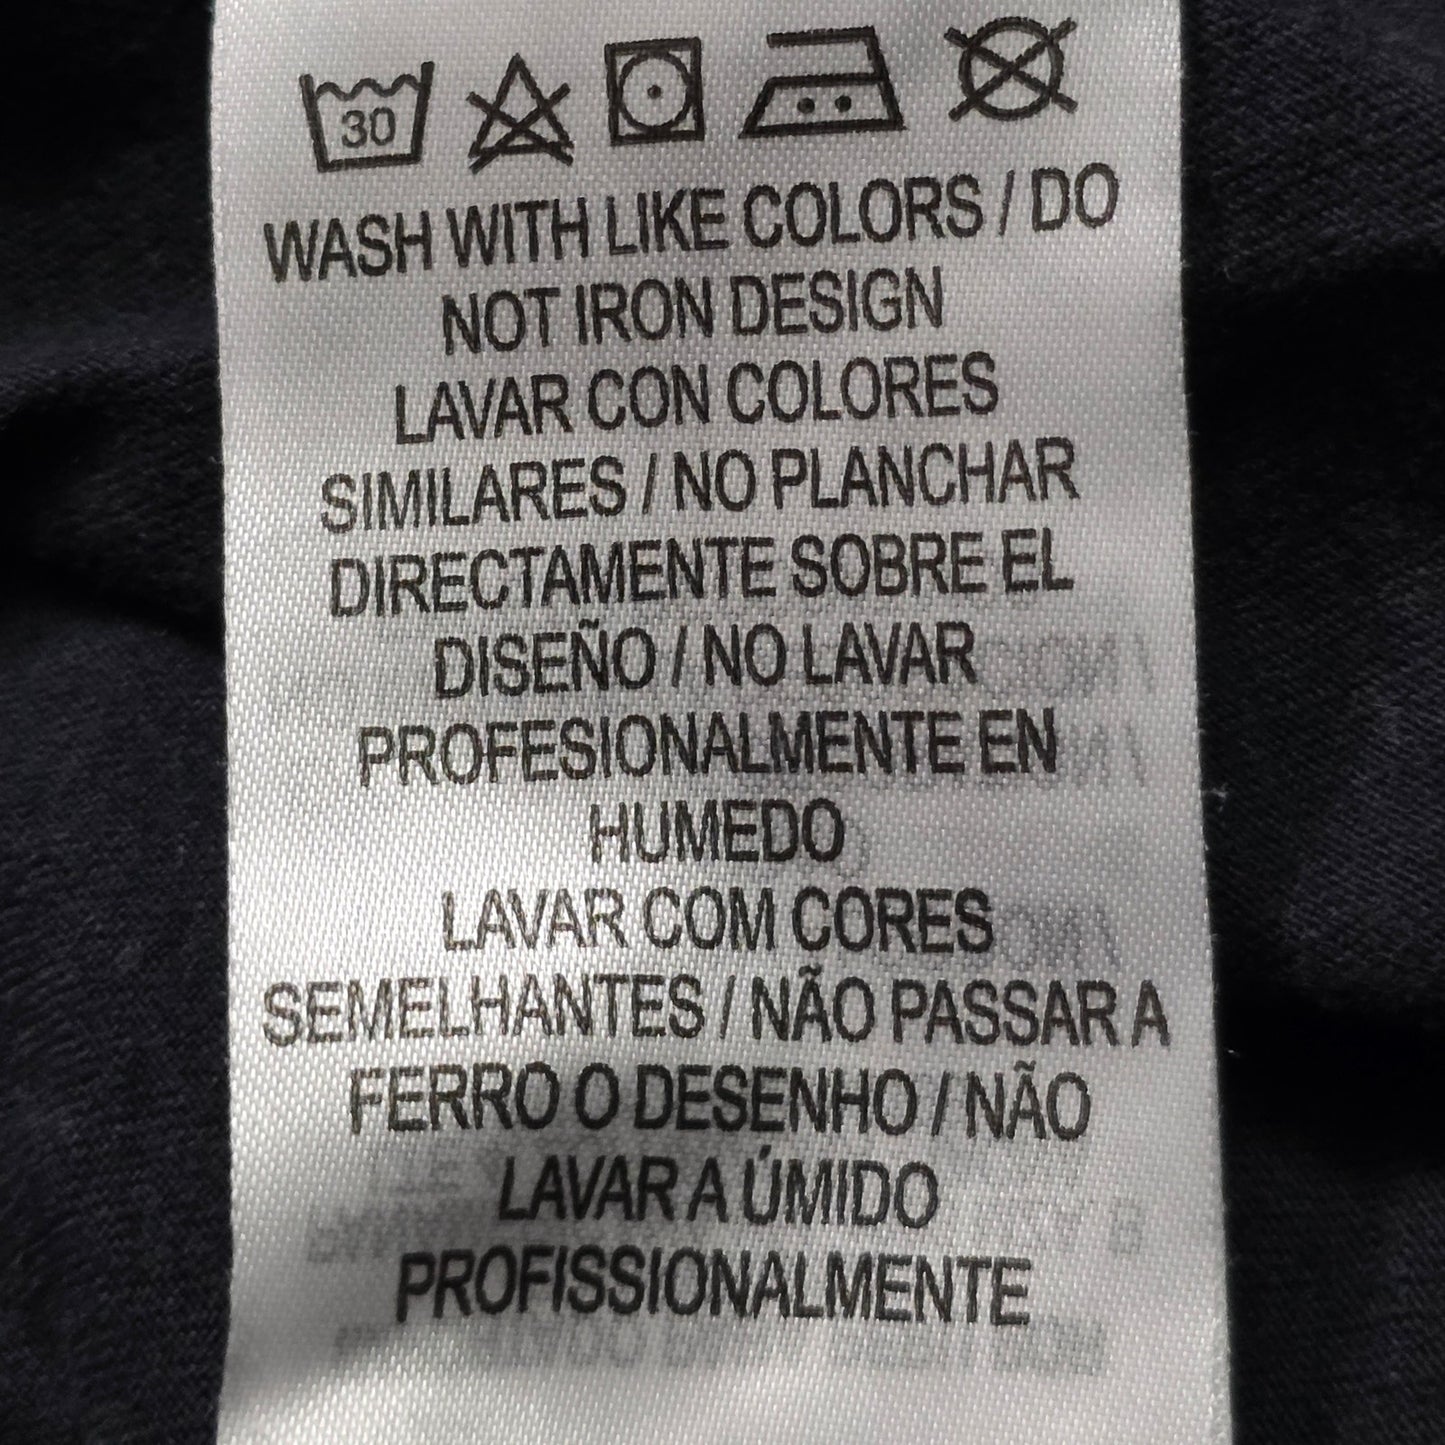 30
WASH WITH LIKE COLORS / DO
NOT IRON DESIGN
LAVAR CON COLORES
SIMILARES / NO PLANCHAR
DIRECTAMENTE SOBRE EL
DISEÑO / NO LAVAR
PROFESIONALMENTE EN
HUMEDO
LAVAR COM CORES
SEMELHANTES / NÃO PASSAR A
FERRO O DESENHO / NÃO
LAVAR A ÚMIDO
PROFISSIONALMENTE